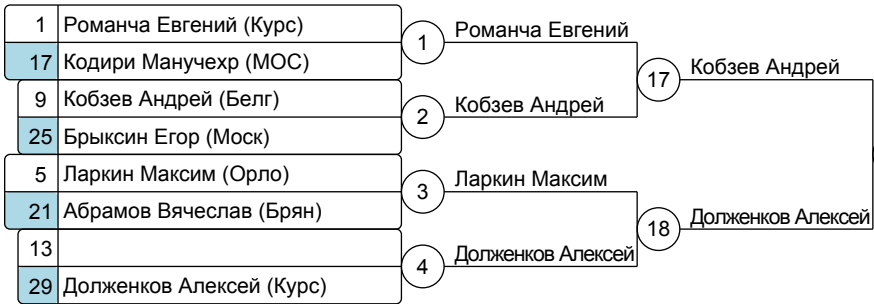 1 Романча Евгений (Курс)
17 Кодири Манучехр (МОС)
9 Кобзев Андрей (Белг)
25 Брыксин Егор (Моск)
5 Ларкин Максим (Орло)
21 Абрамов Вячеслав (Брян)
13
29 Долженков Алексей (Курс)
1 Романча Евгений
2 Кобзев Андрей
3 Ларкин Максим
4 Долженков Алексей
17 Кобзев Андрей
18 Долженков Алексей